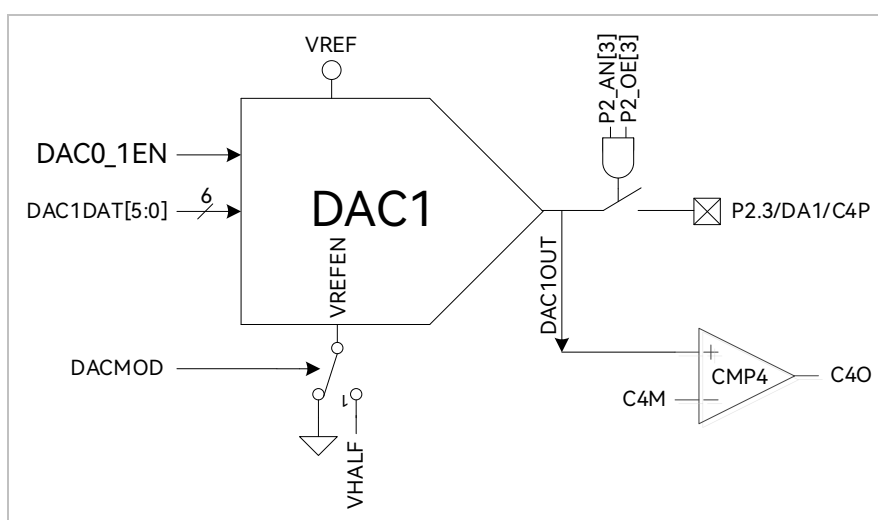 VREF
P2_AN[3]
P2_OE[3]
DAC0_1EN
DAC1DAT[5:0]
6
DAC1
P2.3/DA1/C4P
VREFEN
DAC1OUT
DACMOD
+
CMP4
C4O
C4M
−
1
VHALF